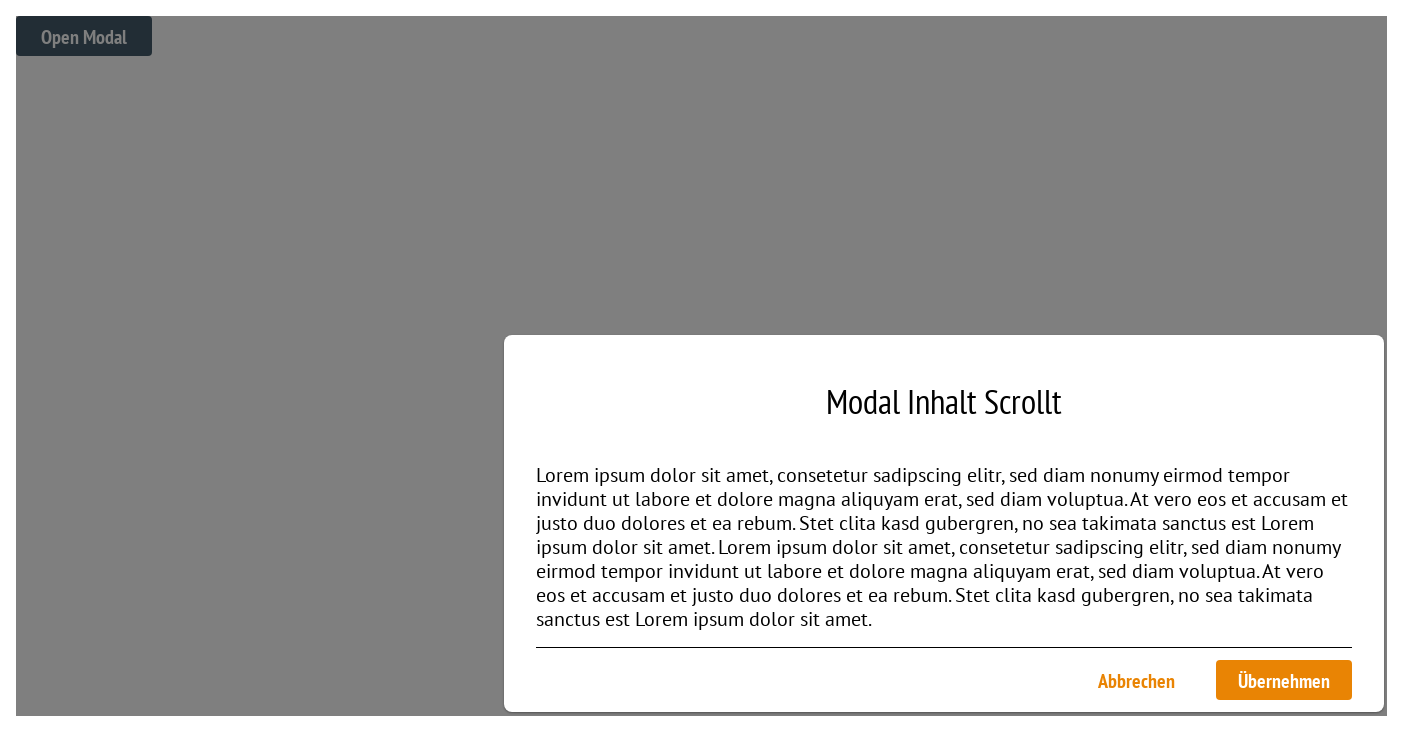 Open Modal
Modal Inhalt Scrollt
Lorem ipsum dolor sit amet, consetetur sadipscing elitr, sed diam nonumy eirmod tempor
invidunt ut labore et dolore magna aliquyam erat, sed diam voluptua. At vero eos et accusam et
justo duo dolores et ea rebum. Stet clita kasd gubergren, no sea takimata sanctus est Lorem
ipsum dolor sit amet. Lorem ipsum dolor sit amet, consetetur sadipscing elitr, sed diam nonumy
eirmod tempor invidunt ut labore et dolore magna aliquyam erat, sed diam voluptua. At vero
eos et accusam et justo duo dolores et ea rebum. Stet clita kasd gubergren, no sea takimata
sanctus est Lorem ipsum dolor sit amet.
Abbrechen
Übernehmen